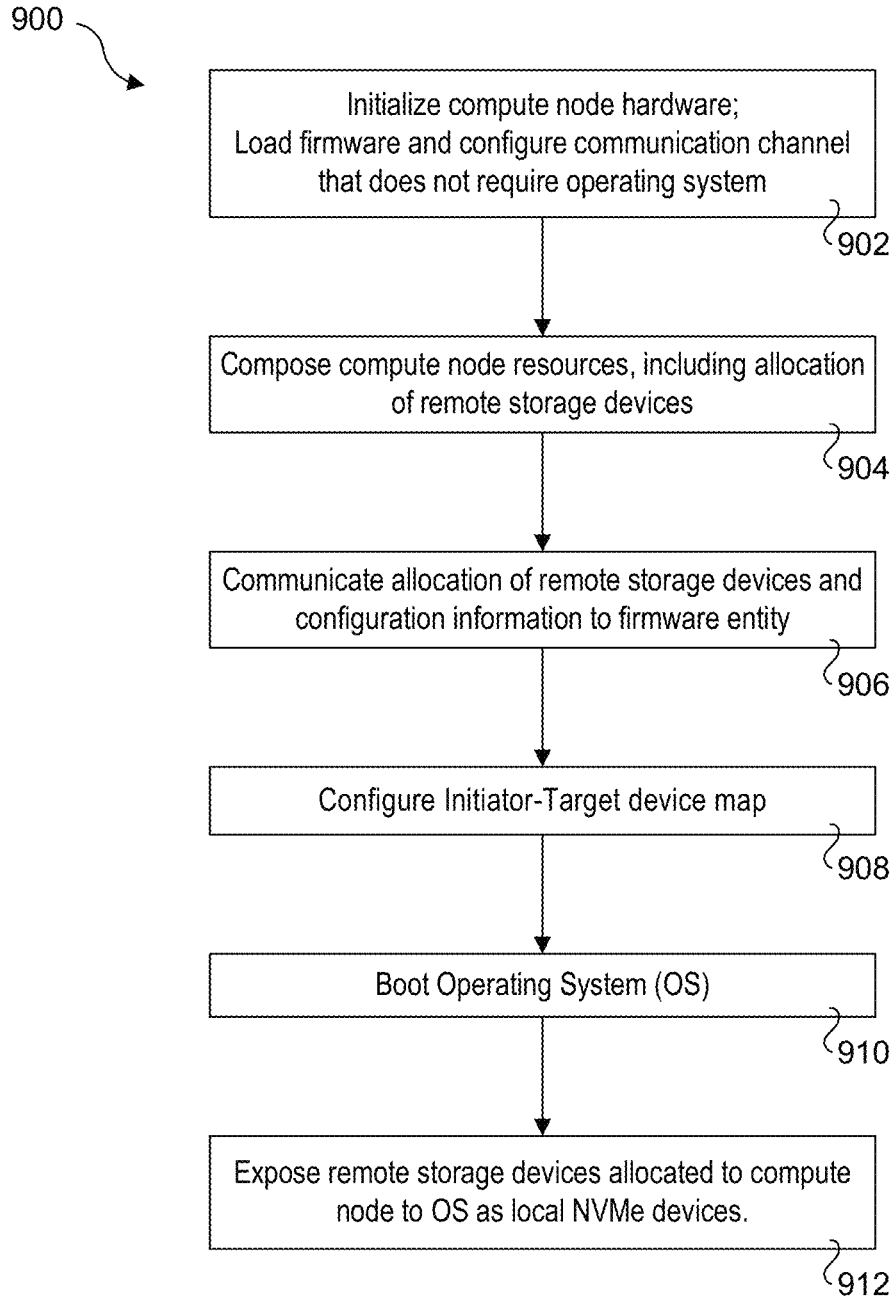 900
Initialize compute node hardware;
Load firmware and configure communication channel
that does not require operating system
902
Compose compute node resources, including allocation
of remote storage devices
904
Communicate allocation of remote storage devices and
configuration information to firmware entity
906
Configure Initiator-Target device map
908
Boot Operating System (OS)
910
Expose remote storage devices allocated to compute
node to OS as local NVMe devices.
912